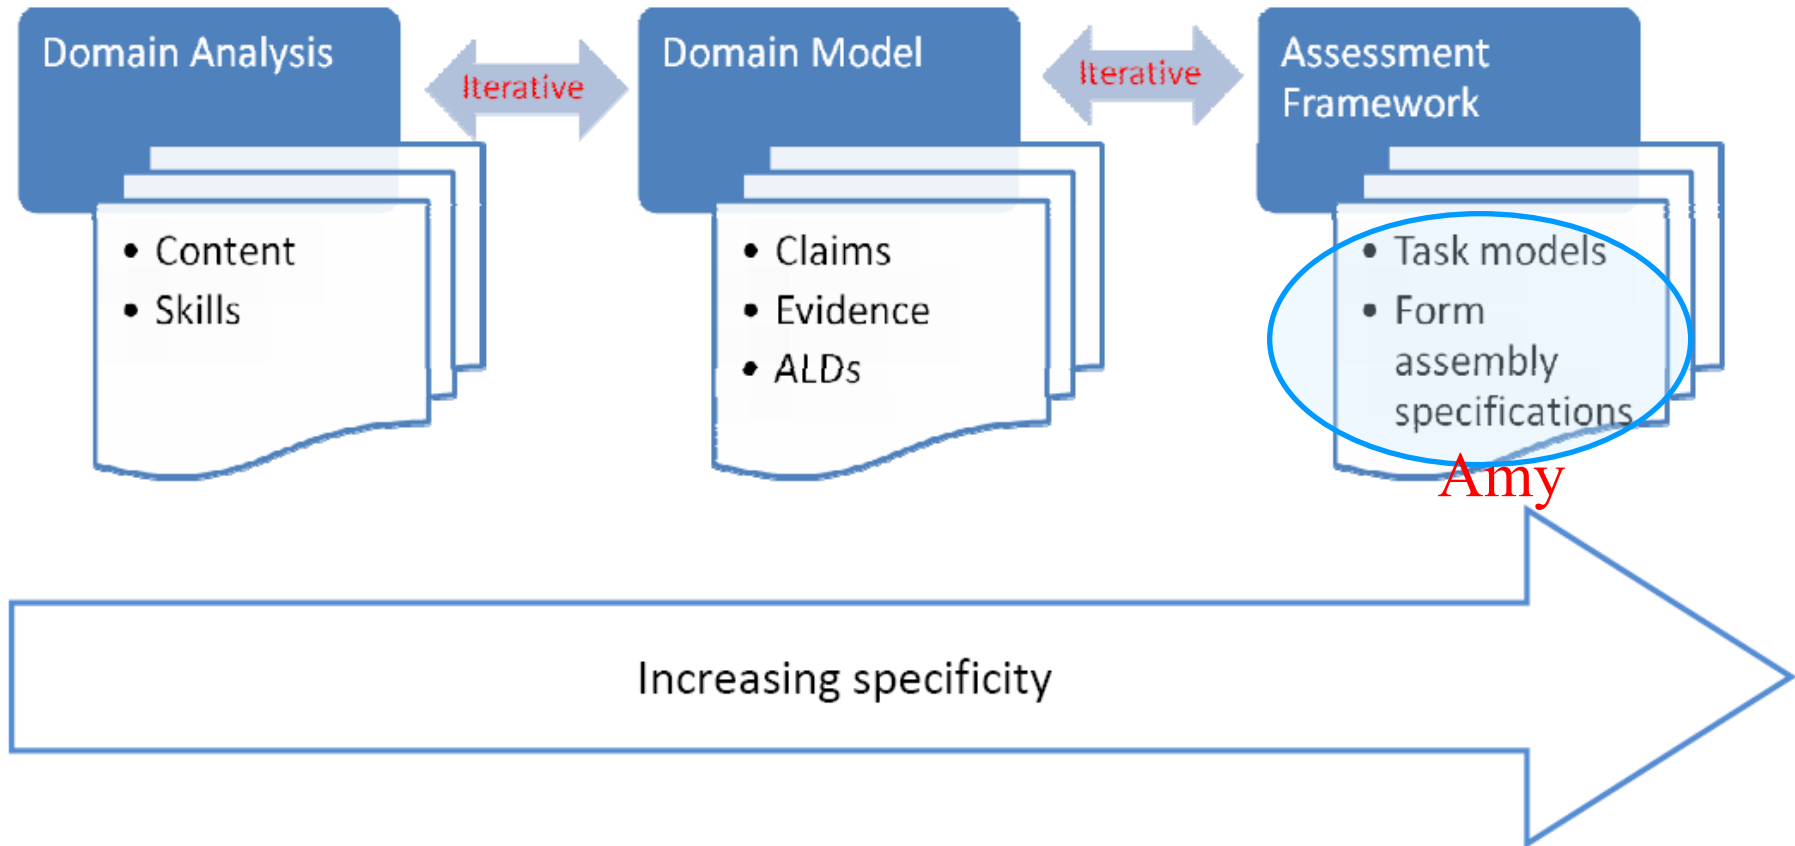 Domain Analysis
Iterative
Domain Model
Iterative
Assessment
Framework
• Content
• Skills
• Claims
• Evidence
• ALDs
• Task models
• Form
assembly
specifications
Amy
Increasing specificity